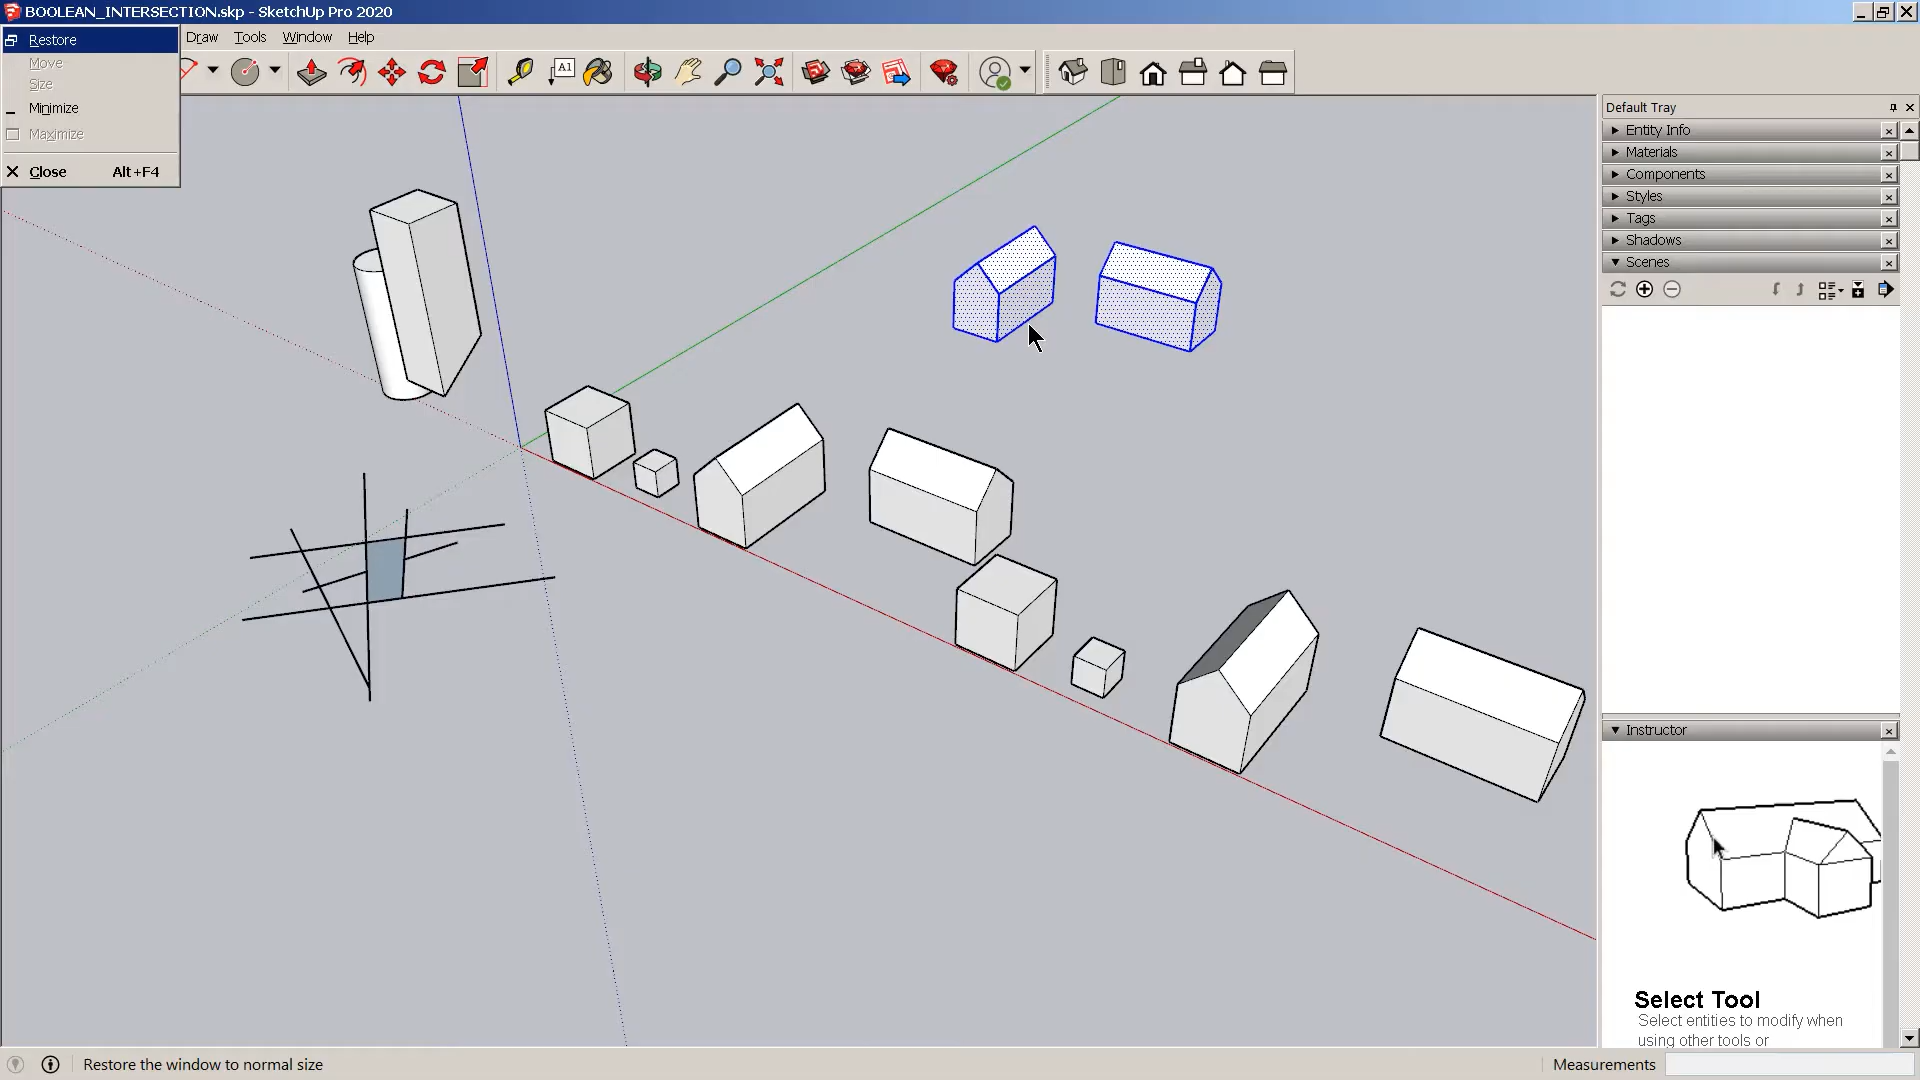 BOOLEAN_INTERSECTION.skp - SketchUp Pro 2020
Restore
Move
Size
Minimize
Maximize
Close Alt+F4
Draw Tools Window Help
A1
Default Tray
Entity Info
Materials
Components
Styles
Tags
Shadows
Scenes
Instructor
Select Tool
Select entities to modify when
using other tools or
Restore the window to normal size
Measurements